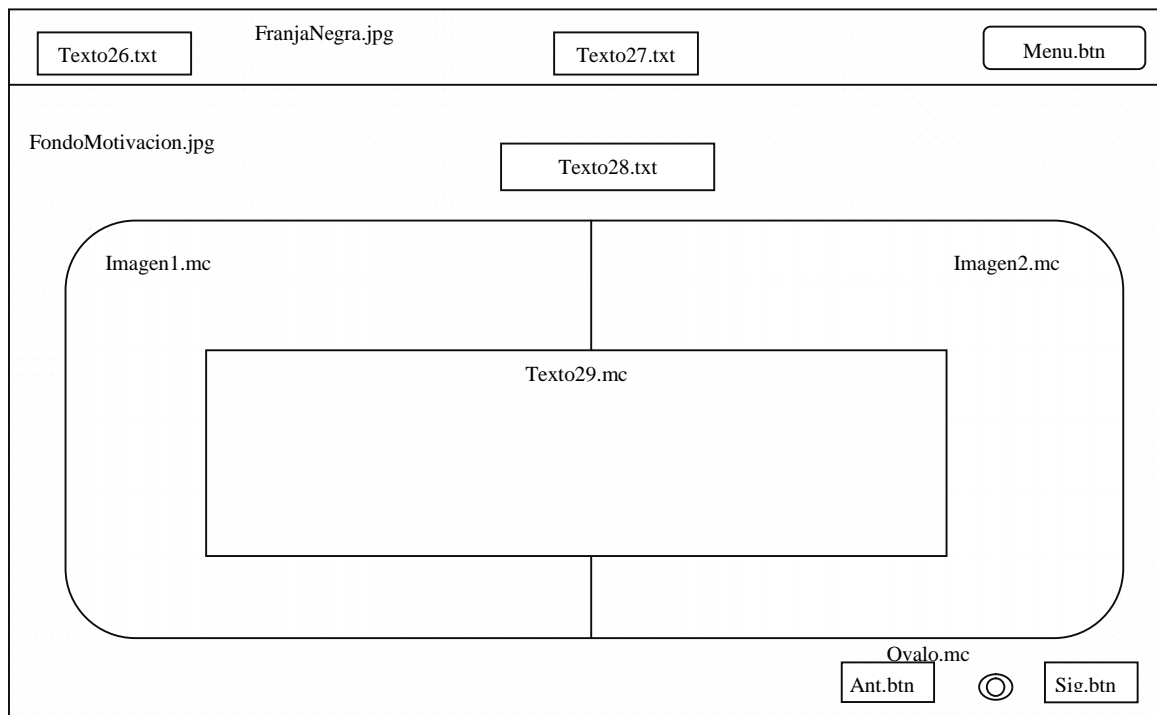 FranjaNegra.jpg
Texto26.txt
Texto27.txt
Menu.btn
FondoMotivacion.jpg
Texto28.txt
Imagen1.mc
Imagen2.mc
Texto29.mc
Ovalo.mc
Ant.btn
Sig.btn